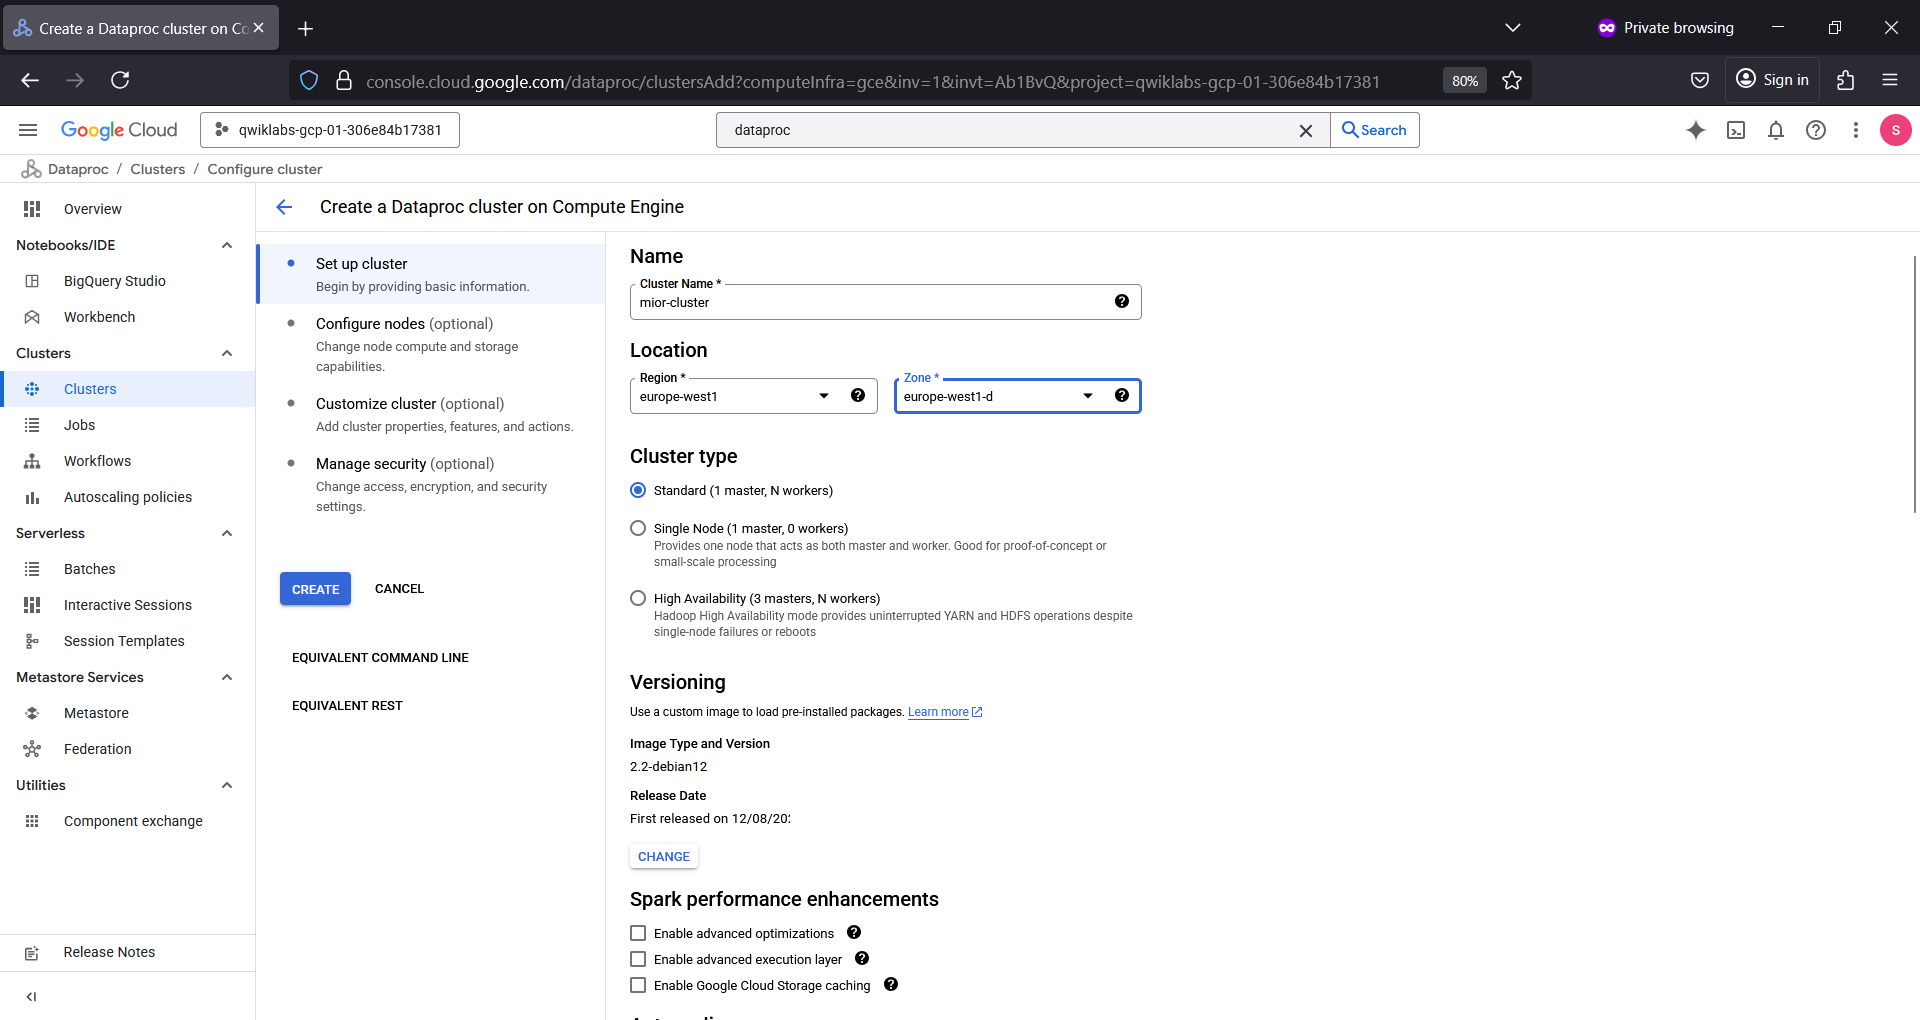 Create a Dataproc cluster on Co
Private browsing
console.cloud.google.com/dataproc/clustersAdd?computeInfra=gce&inv=1&invt=Ab1BvQ&project=qwiklabs-gcp-01-306e84b17381
80%
Sign in
Google Cloud
qwiklabs-gcp-01-306e84b17381
dataproc
Search
S
Dataproc / Clusters / Configure cluster
Overview
Notebooks/IDE
BigQuery Studio
Workbench
Clusters
Clusters
Jobs
Workflows
Autoscaling policies
Serverless
Batches
Interactive Sessions
Session Templates
Metastore Services
Metastore
Federation
Utilities
Component exchange
Release Notes
Create a Dataproc cluster on Compute Engine
Set up cluster
Begin by providing basic information.
Configure nodes (optional)
Change node compute and storage
capabilities.
Customize cluster (optional)
Add cluster properties, features, and actions.
Manage security (optional)
Change access, encryption, and security
settings.
CREATE
CANCEL
EQUIVALENT COMMAND LINE
EQUIVALENT REST
Name
Cluster Name *
mior-cluster
Location
Region *
europe-west1
Zone *
europe-west1-d
Cluster type
Standard (1 master, N workers)
Single Node (1 master, 0 workers)
Provides one node that acts as both master and worker. Good for proof-of-concept or
small-scale processing
High Availability (3 masters, N workers)
Hadoop High Availability mode provides uninterrupted YARN and HDFS operations despite
single-node failures or reboots
Versioning
Use a custom image to load pre-installed packages. Learn more
Image Type and Version
2.2-debian12
Release Date
First released on 12/08/20
CHANGE
Spark performance enhancements
Enable advanced optimizations
Enable advanced execution layer
Enable Google Cloud Storage caching